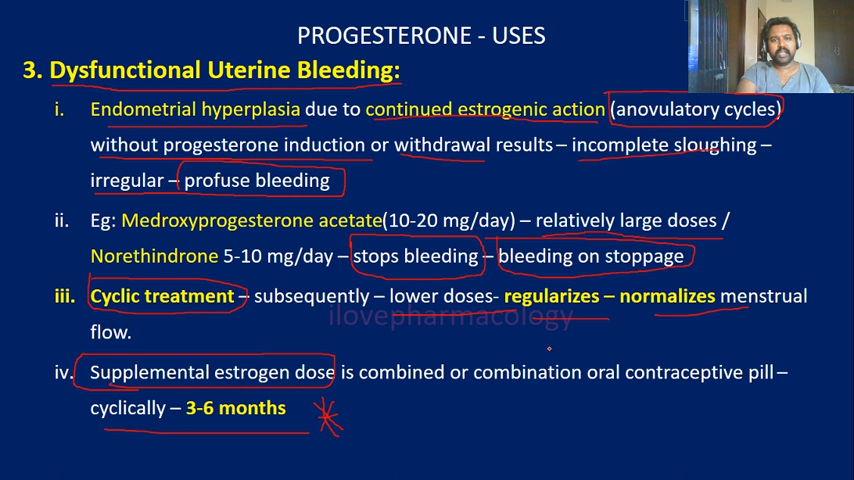 PROGESTERONE - USES
3. Dysfunctional Uterine Bleeding:
i. Endometrial hyperplasia due to continued estrogenic action (anovulatory cycles)
without progesterone induction or withdrawal results – incomplete sloughing –
irregular – profuse bleeding
ii. Eg: Medroxyprogesterone acetate(10-20 mg/day) – relatively large doses /
Norethindrone 5-10 mg/day – stops bleeding – bleeding on stoppage
iii. Cyclic treatment – subsequently – lower doses- regularizes – normalizes menstrual
ilovepharmacology
flow.
iv. Supplemental estrogen dose is combined or combination oral contraceptive pill –
cyclically – 3-6 months